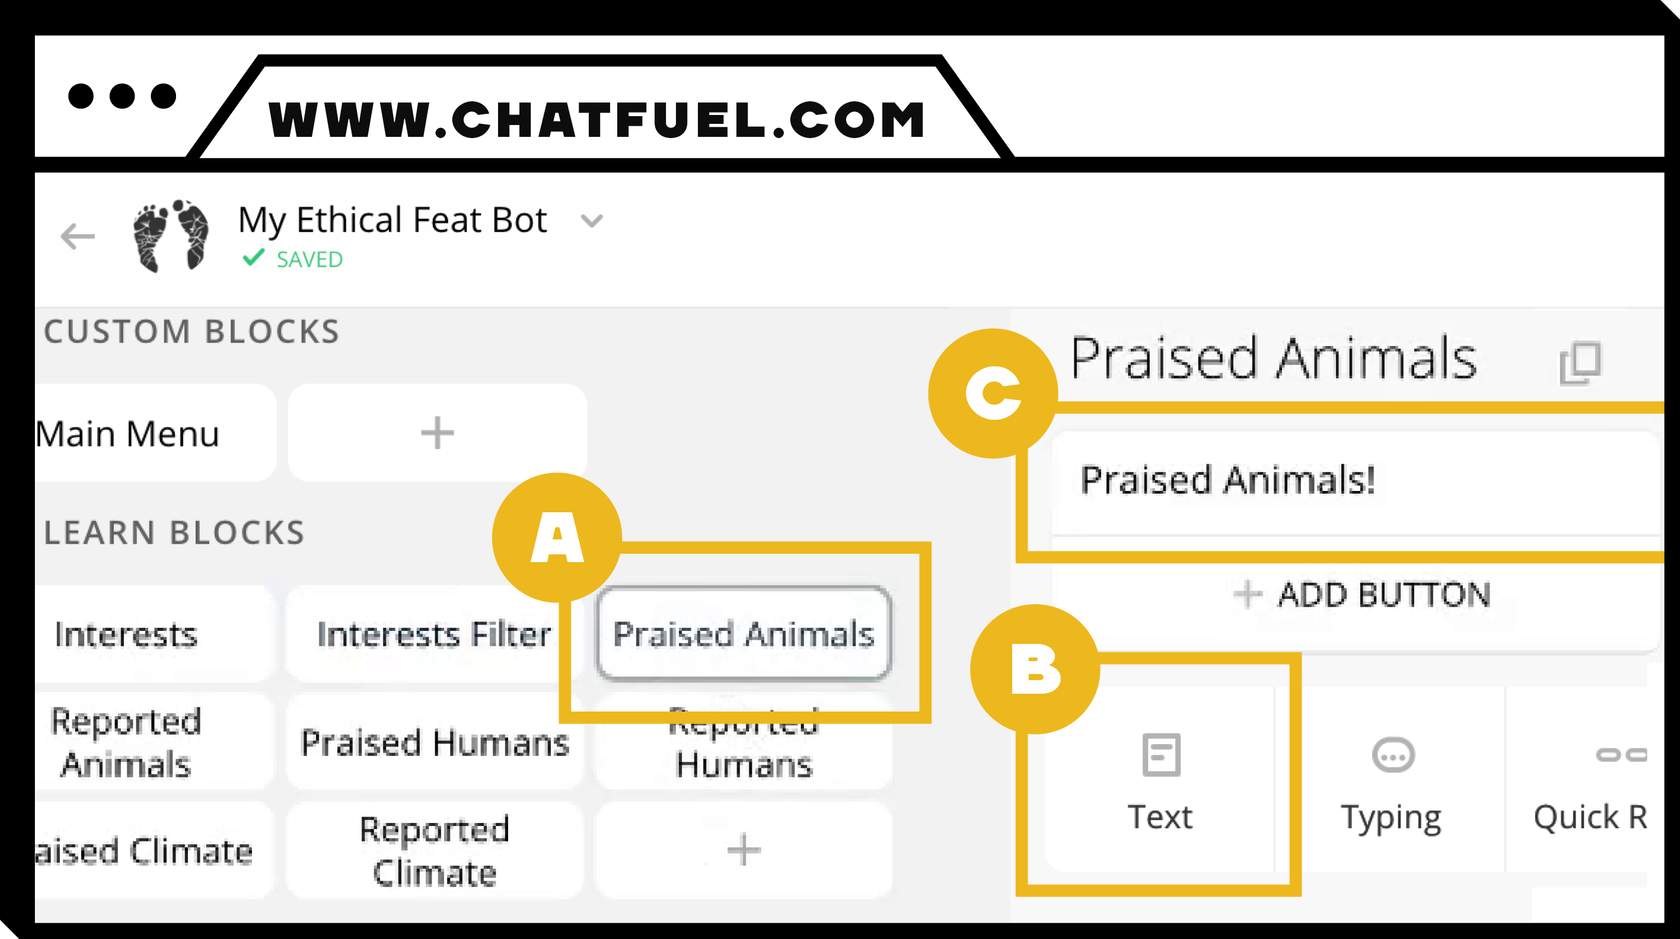 WWW.CHATFUEL.COM
My Ethical Feat Bot
SAVED
CUSTOM BLOCKS
Main Menu
LEARN BLOCKS
A
Interests
Interests Filter
Praised Animals
Reported
Animals
Praised Humans
Reported
Humans
aised Climate
Reported
Climate
C
Praised Animals
Praised Animals!
ADD BUTTON
B
Text
Typing
Quick R